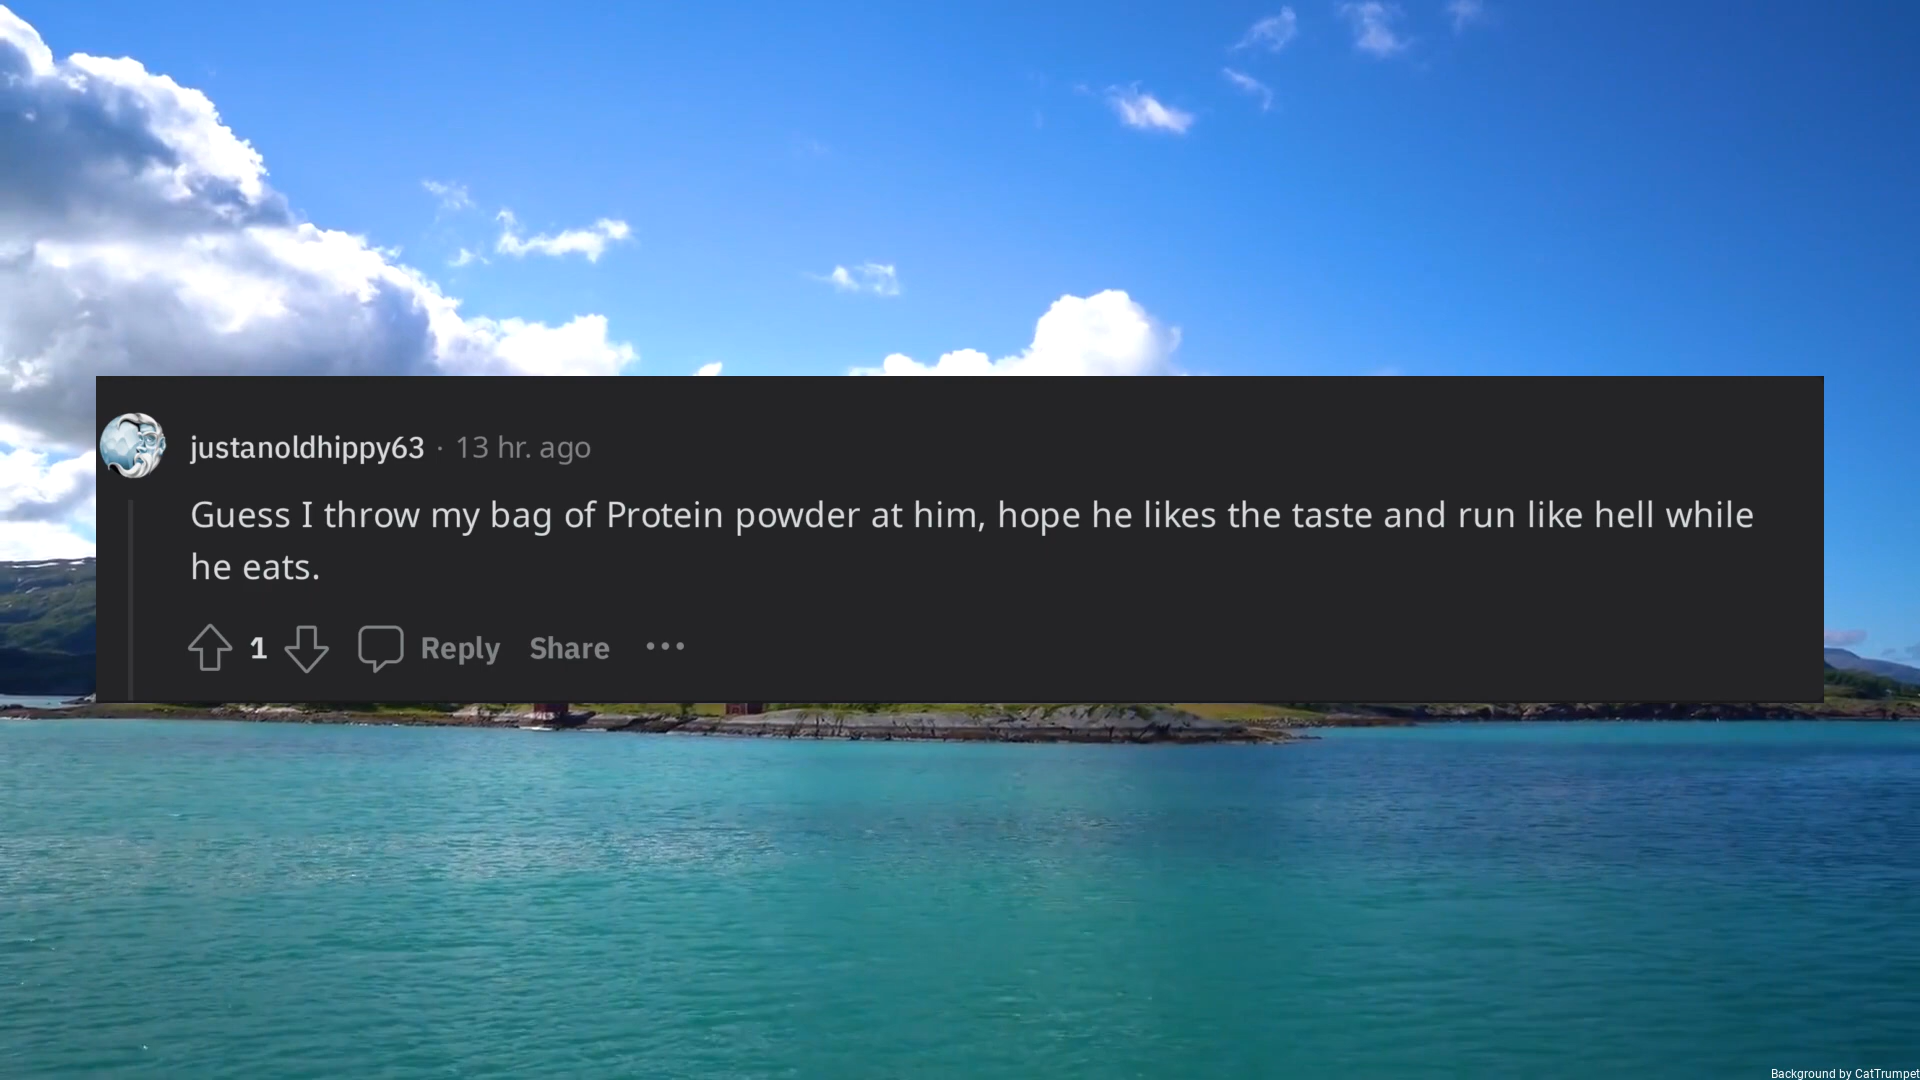 justanoldhippy63 · 13 hr. ago
Guess I throw my bag of Protein powder at him, hope he likes the taste and run like hell while
he eats.
1 Reply Share ···
Background by CatTrumpet